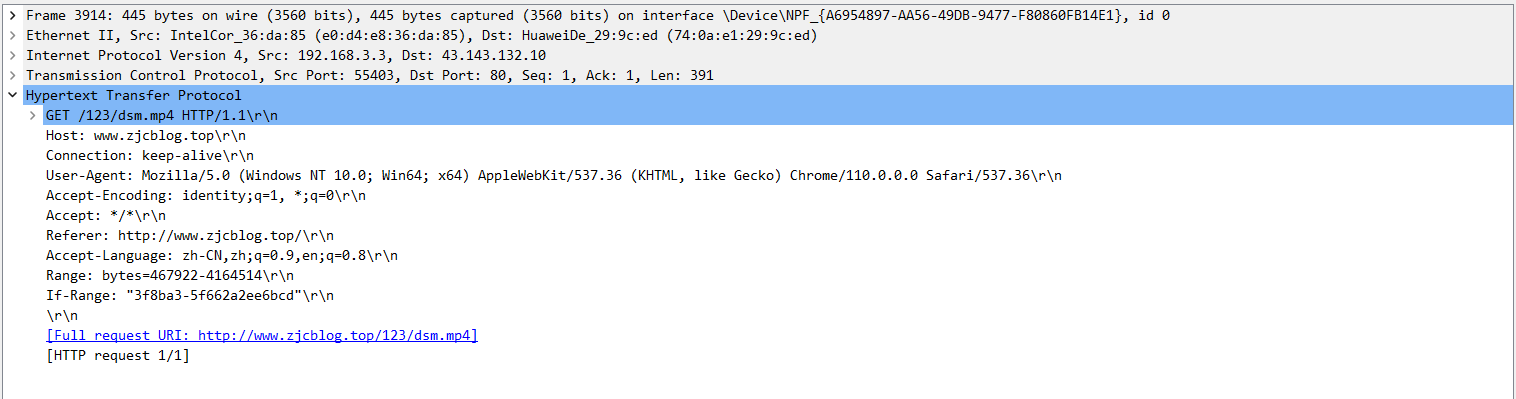 Frame 3914: 445 bytes on wire (3560 bits), 445 bytes captured (3560 bits) on interface \Device\NPF_{A6954897-AA56-49DB-9477-F80860FB14E1}, id 0
Ethernet II, Src: IntelCor_36:da:85 (e0:d4:e8:36:da:85), Dst: HuaweiDe_29:9c:ed (74:0a:e1:29:9c:ed)
Internet Protocol Version 4, Src: 192.168.3.3, Dst: 43.143.132.10
Transmission Control Protocol, Src Port: 55403, Dst Port: 80, Seq: 1, Ack: 1, Len: 391
Hypertext Transfer Protocol
GET /123/dsm.mp4 HTTP/1.1\r\n
Host: www.zjcblog.top\r\n
Connection: keep-alive\r\n
User-Agent: Mozilla/5.0 (Windows NT 10.0; Win64; x64) AppleWebKit/537.36 (KHTML, like Gecko) Chrome/110.0.0.0 Safari/537.36\r\n
Accept-Encoding: identity;q=1, *;q=0\r\n
Accept: */*\r\n
Referer: http://www.zjcblog.top/\r\n
Accept-Language: zh-CN,zh;q=0.9,en;q=0.8\r\n
Range: bytes=467922-4164514\r\n
If-Range: "3f8ba3-5f662a2ee6bcd"\r\n
\r\n
[Full request URI: http://www.zjcblog.top/123/dsm.mp4]
[HTTP request 1/1]